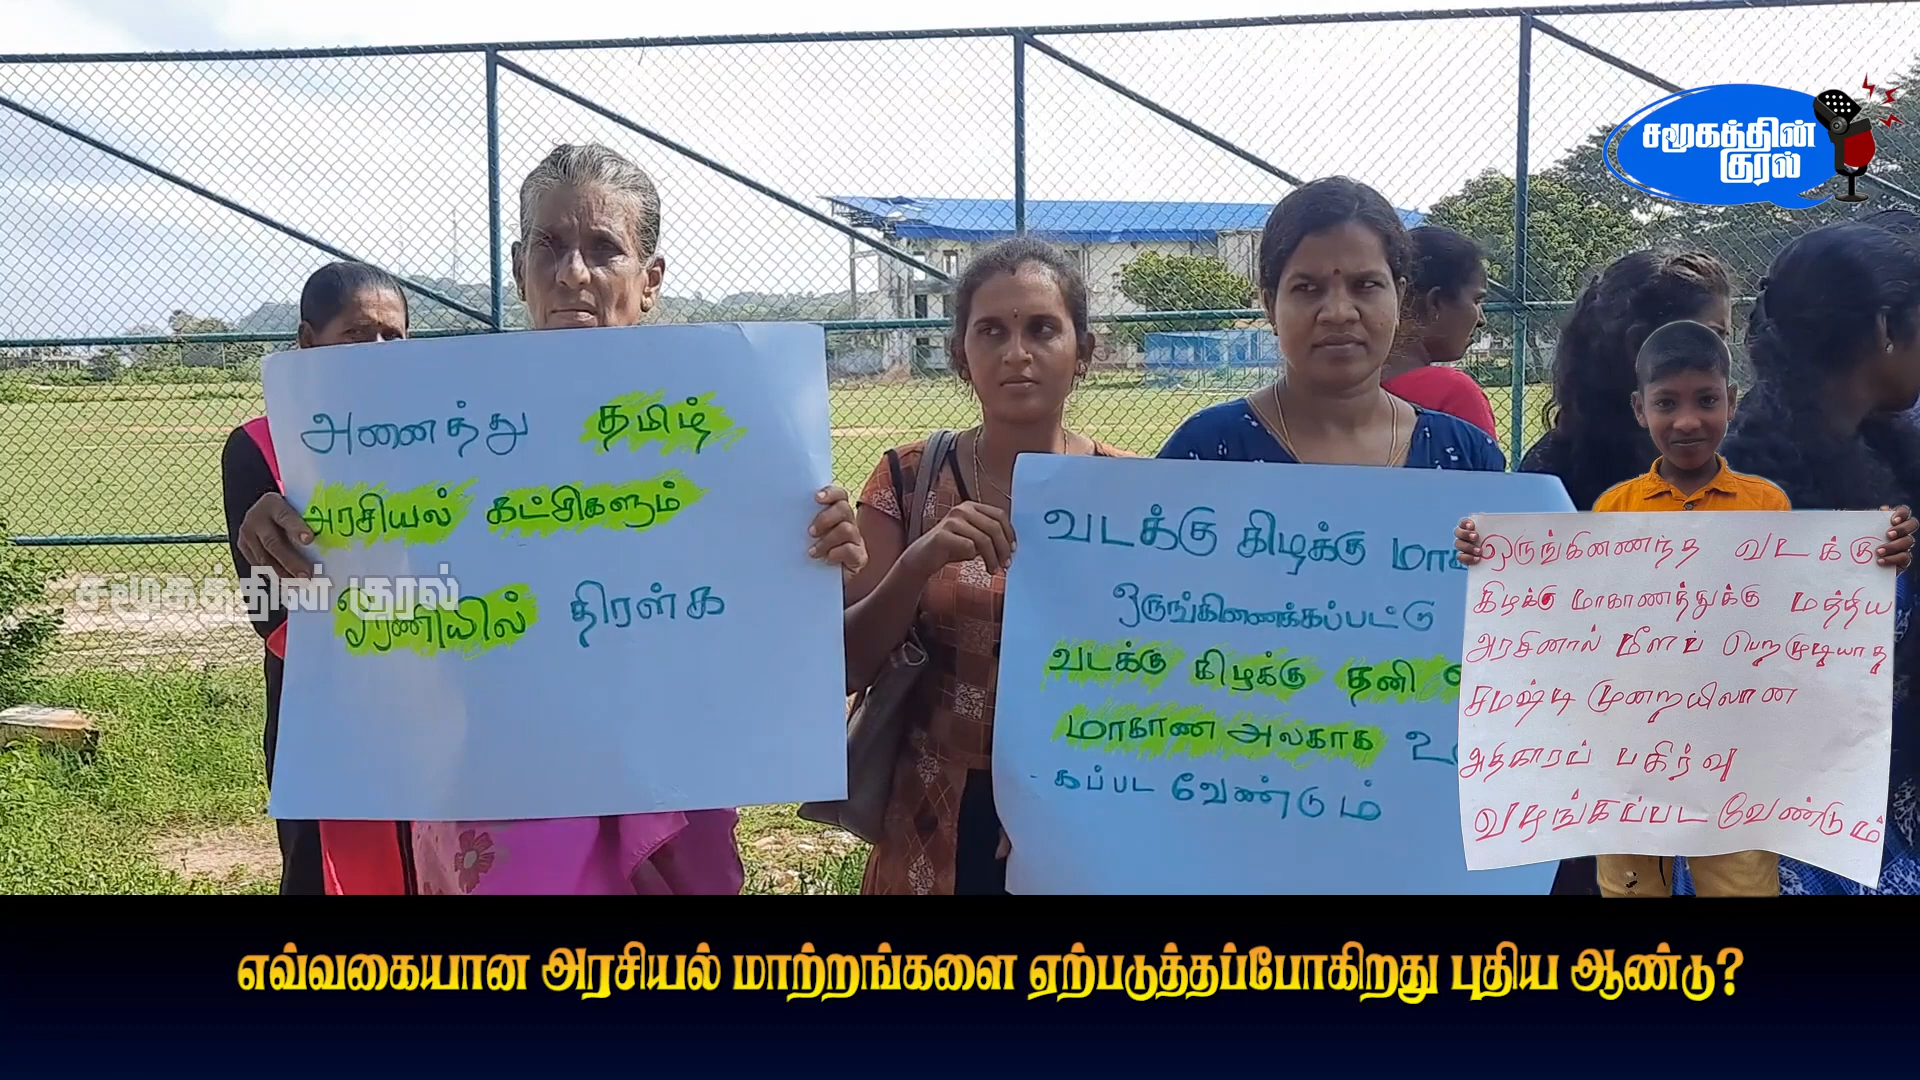 சமூகத்தின்
குரல்
அனைத்து தமிழ்
அரசியல் கட்சிகளும்
ஓரணியில் திரள்க
சமூகத்தின் குரல்
வடக்கு கிழக்கு
ஒருங்கிணைக்கப்பட்டு
வடக்கு கிழக்கு தனி
மாகாண அலகாக
கப்பட வேண்டும்
ஒருங்கிணைந்த வடக்கு
கிழக்கு மாகாணத்துக்கு மத்திய
அரசினால் மீளப் பெறமுடியாத
சமஷ்டி முறையிலான
அதிகாரப் பகிர்வு
வழங்கப்பட வேண்டும்
எவ்வகையான அரசியல் மாற்றங்களை ஏற்படுத்தப்போகிறது புதிய ஆண்டு?